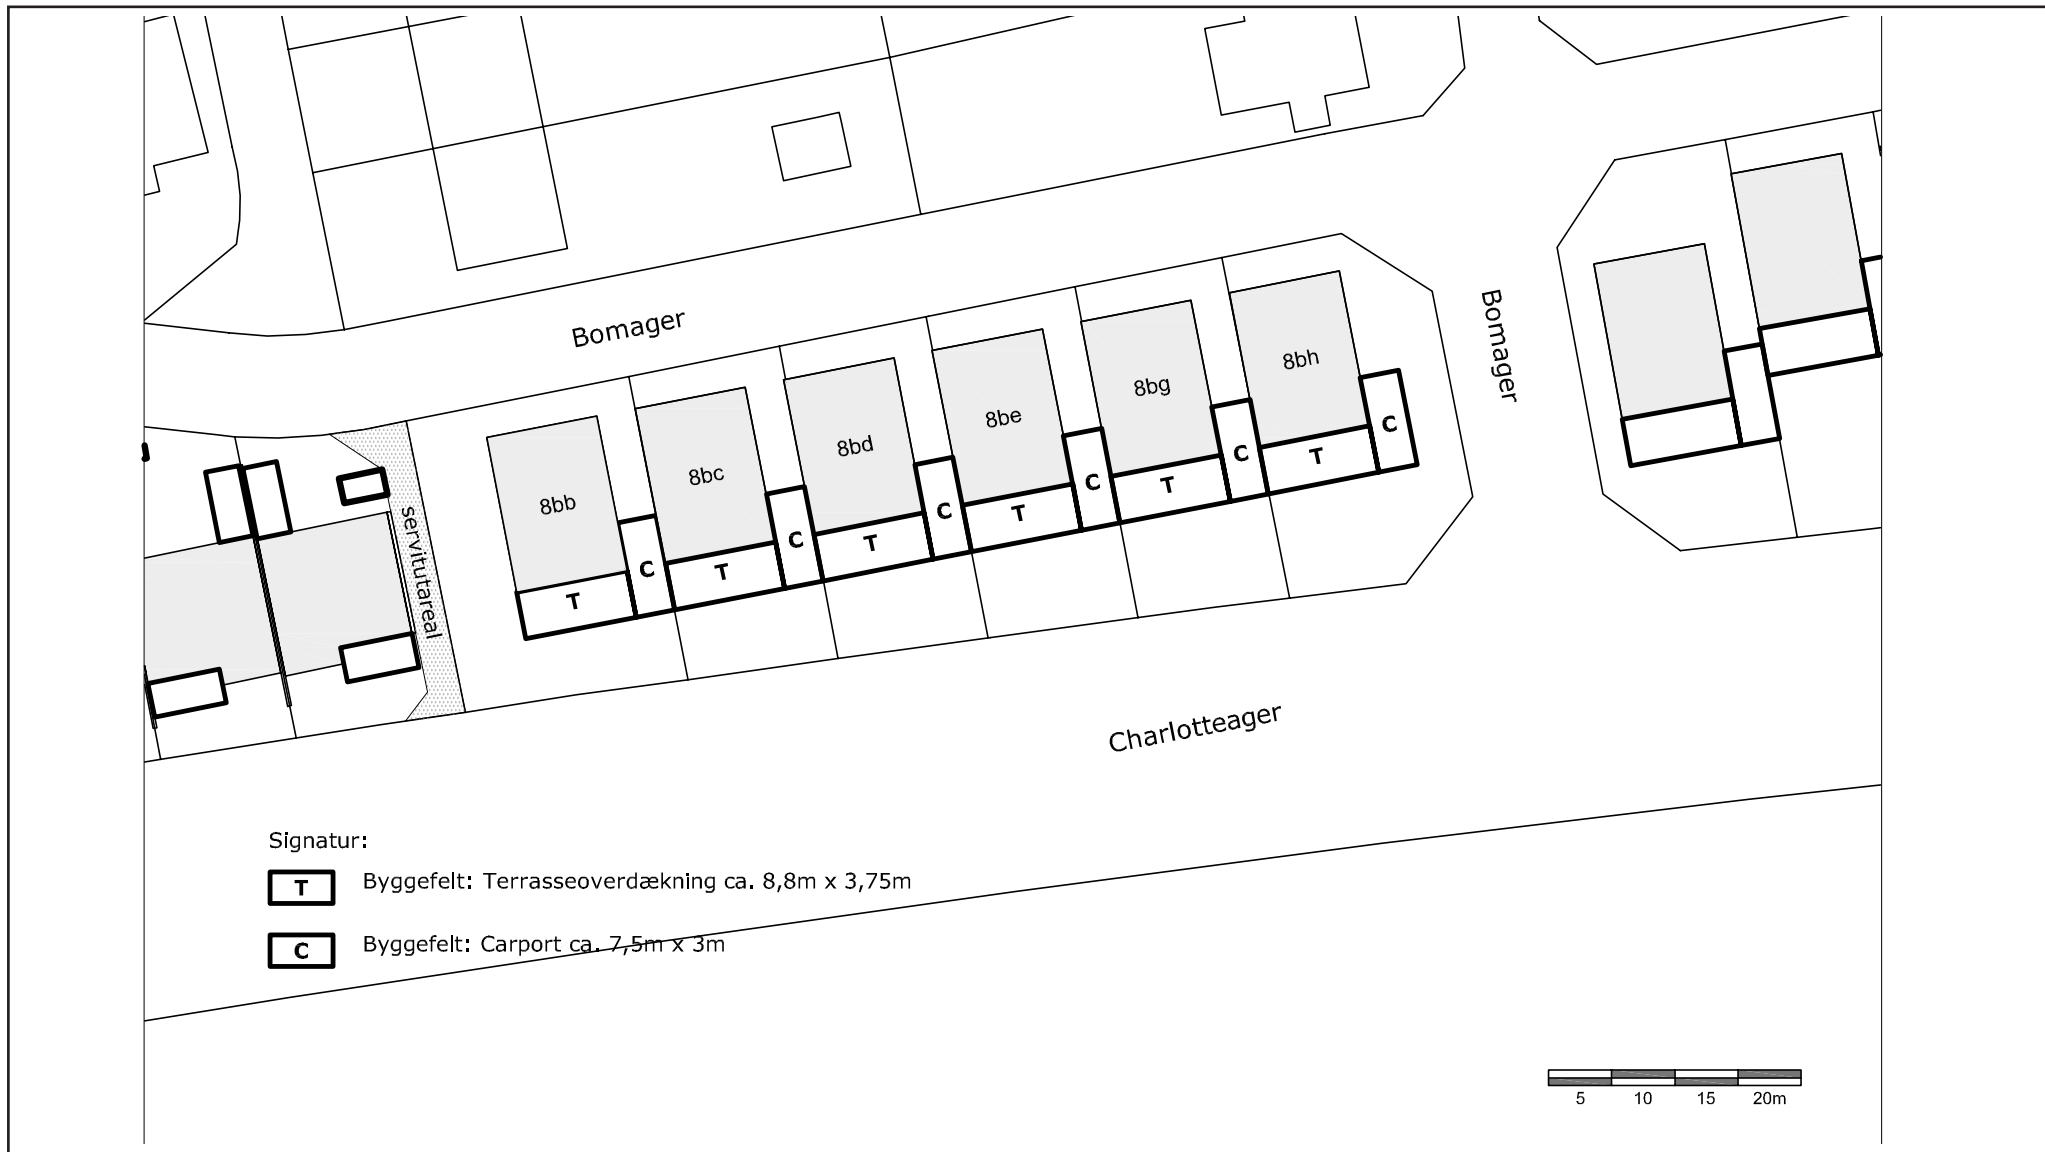 Bomager
Bomager
8bh
8bg
8be
8bd
8bc
8bb
C
C
C
C
C
C
T
T
T
T
T
T
servitutareal
Charlotteager
Signatur:
T Byggefelt: Terrasseoverdækning ca. 8,8m x 3,75m
C Byggefelt: Carport ca. 7,5m x 3m
5 10 15 20m